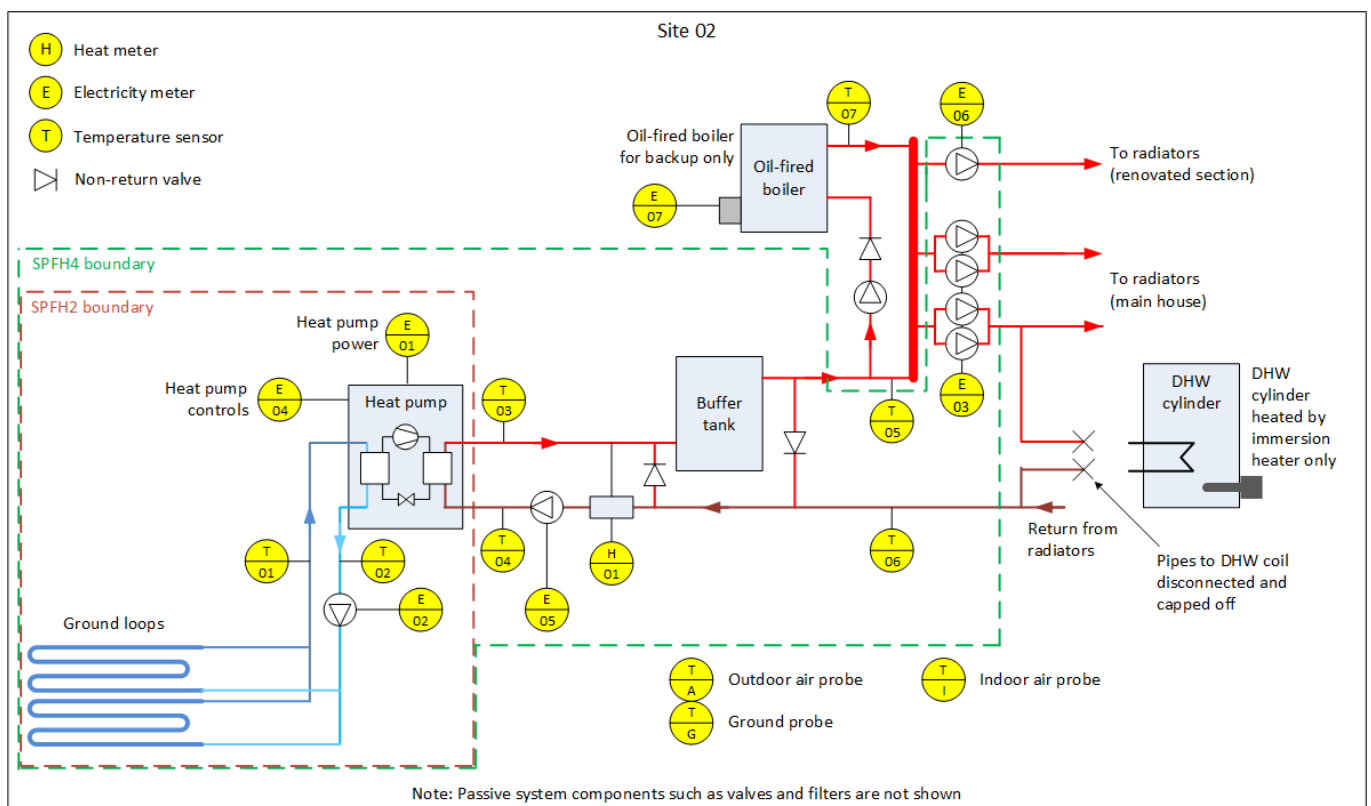 Site 02
H
Heat meter
E
Electricity meter
T
Temperature sensor
Non-return valve
T
07
E
06
Oil-fired boiler
for backup only
Oil-fired
boiler
E
07
To radiators
(renovated section)
To radiators
(main house)
SPFH4 boundary
SPFH2 boundary
Heat pump
power
E
01
Heat pump
controls
E
04
Heat pump
T
03
Buffer
tank
T
05
E
03
DHW
cylinder
DHW
cylinder
heated by
immersion
heater only
T
01
T
02
E
02
T
04
E
05
H
01
T
06
Return from
radiators
Pipes to DHW coil
disconnected and
capped off
Ground loops
T
A
Outdoor air probe
T
G
Ground probe
T
I
Indoor air probe
Note: Passive system components such as valves and filters are not shown